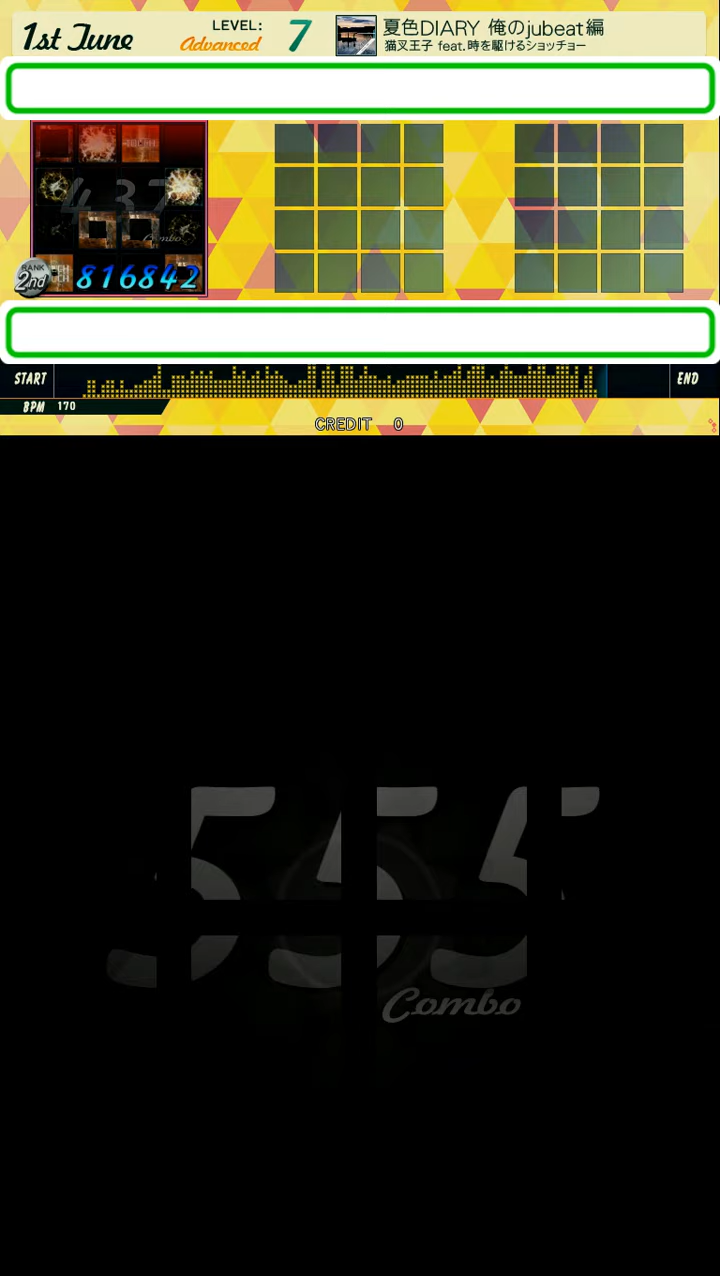 1st Tune
LEVEL:
Advanced
7
夏色DIARY 俺のjubeat編
猫叉王子 feat.時を駆けるショッチョー
437
Combo
RANK
2nd
816842
START
END
BPM 170
CREDIT 0
555
Combo